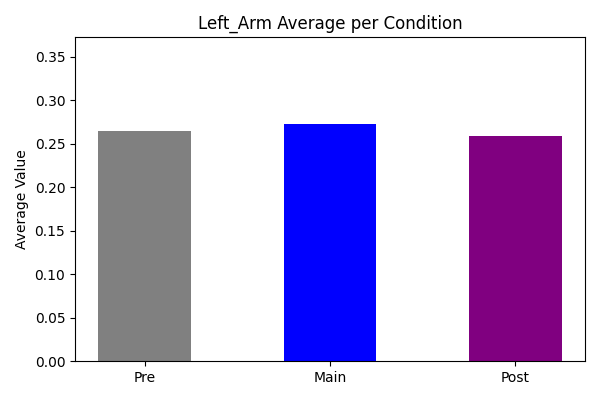 Left_Arm Average per Condition
Average Value
0.35
0.30
0.25
0.20
0.15
0.10
0.05
0.00
Pre
Main
Post